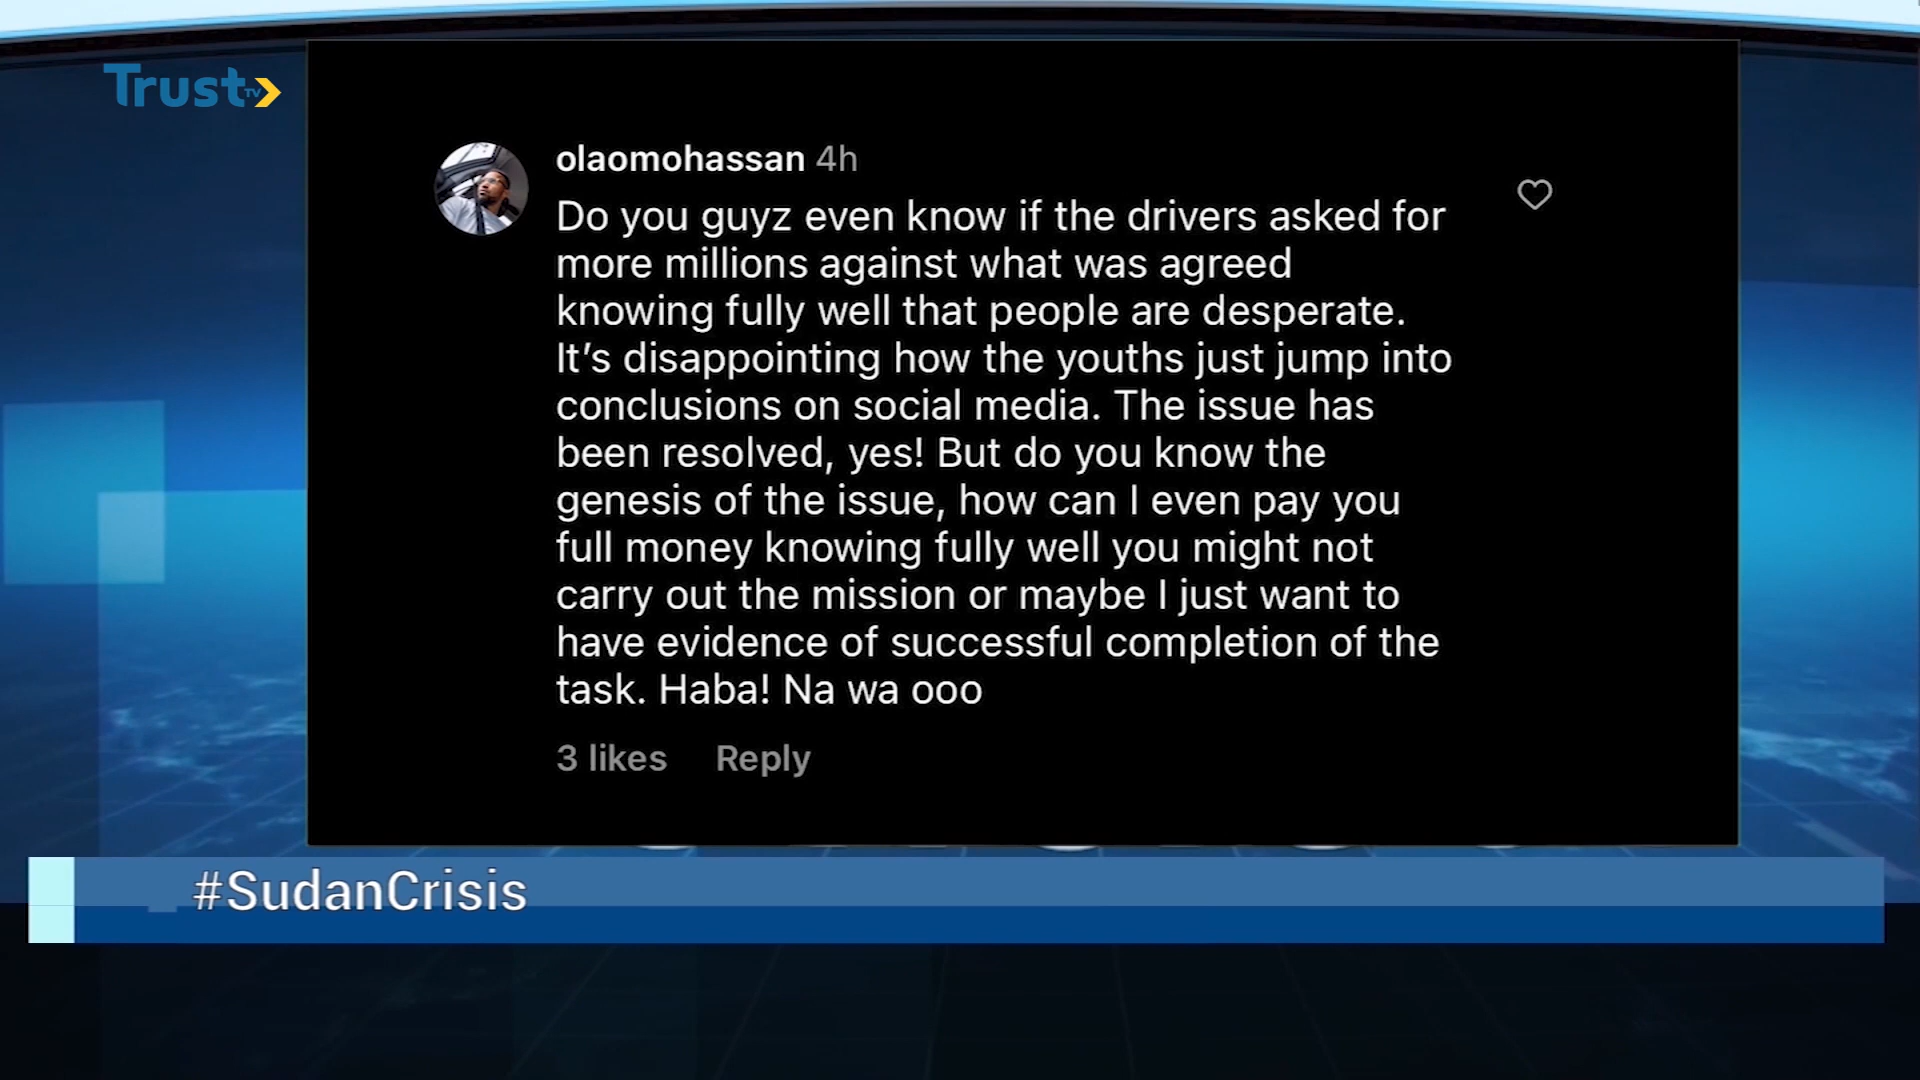 Trust TV
olaomohassan 4h
Do you guyz even know if the drivers asked for
more millions against what was agreed
knowing fully well that people are desperate.
It's disappointing how the youths just jump into
conclusions on social media. The issue has
been resolved, yes! But do you know the
genesis of the issue, how can I even pay you
full money knowing fully well you might not
carry out the mission or maybe I just want to
have evidence of successful completion of the
task. Haba! Na wa ooo
3 likes Reply
#SudanCrisis